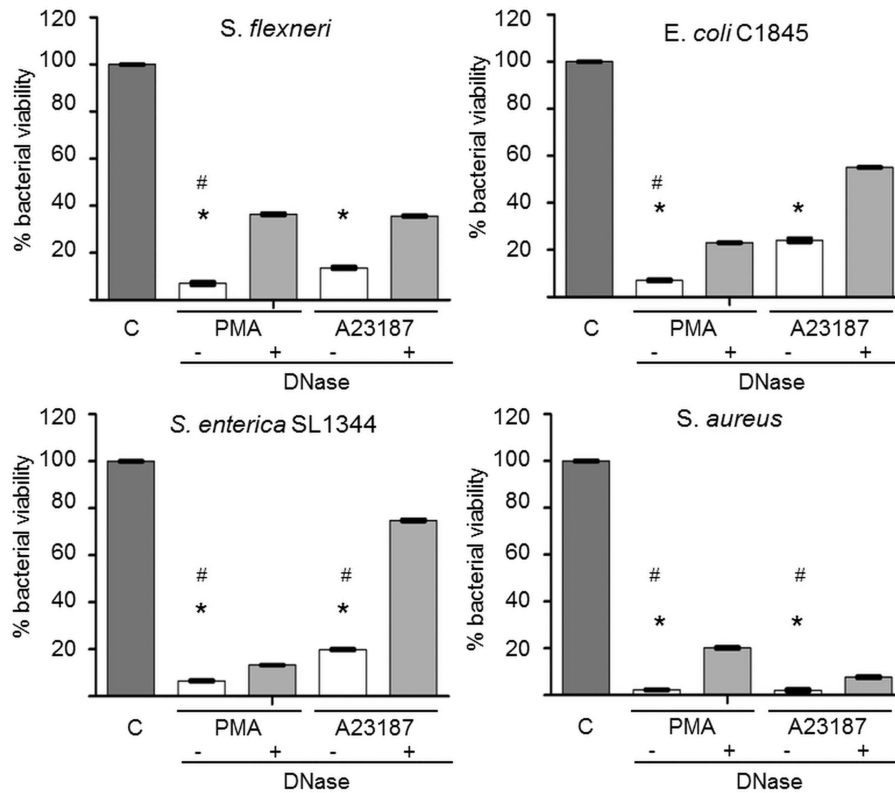 S. flexneri
120
100
80
60
40
20
% bacterial viability
#
* *
C PMA A23187
- + - +
DNase
E. coli C1845
120
100
80
60
40
20
% bacterial viability
#
* *
C PMA A23187
- + - +
DNase
S. enterica SL1344
120
100
80
60
40
20
% bacterial viability
# #
* *
C PMA A23187
- + - +
DNase
S. aureus
120
100
80
60
40
20
% bacterial viability
# #
* *
C PMA A23187
- + - +
DNase